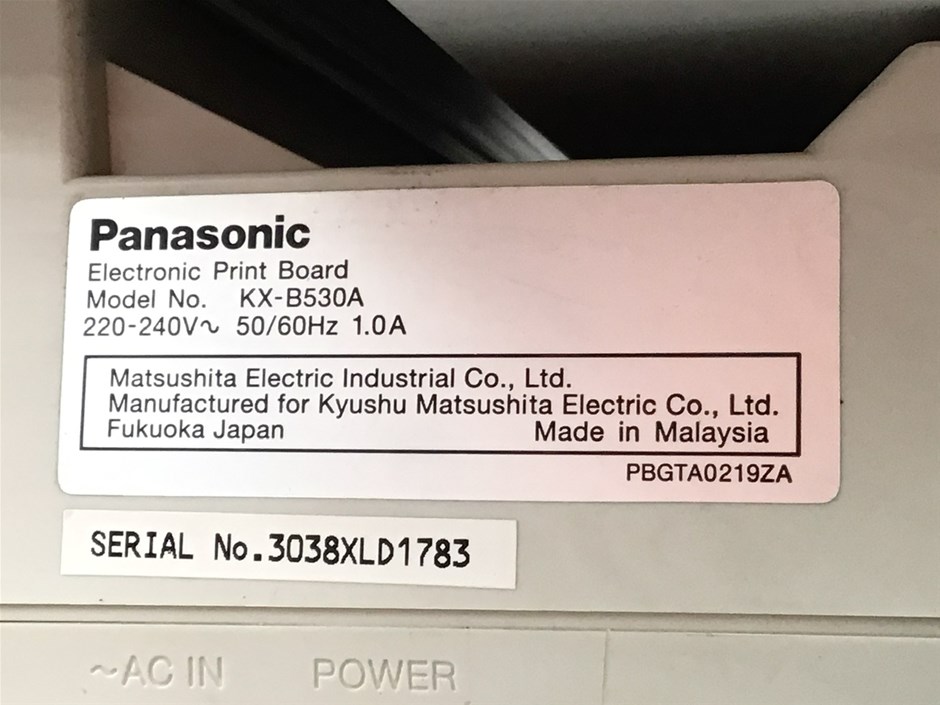 Panasonic
Electronic Print Board
Model No. KX-B530A
220-240V∿ 50/60Hz 1.0A
Matsushita Electric Industrial Co., Ltd.
Manufactured for Kyushu Matsushita Electric Co., Ltd.
Fukuoka Japan Made in Malaysia
PBGTA0219ZA
SERIAL No.3038XLD1783
~AC IN POWER